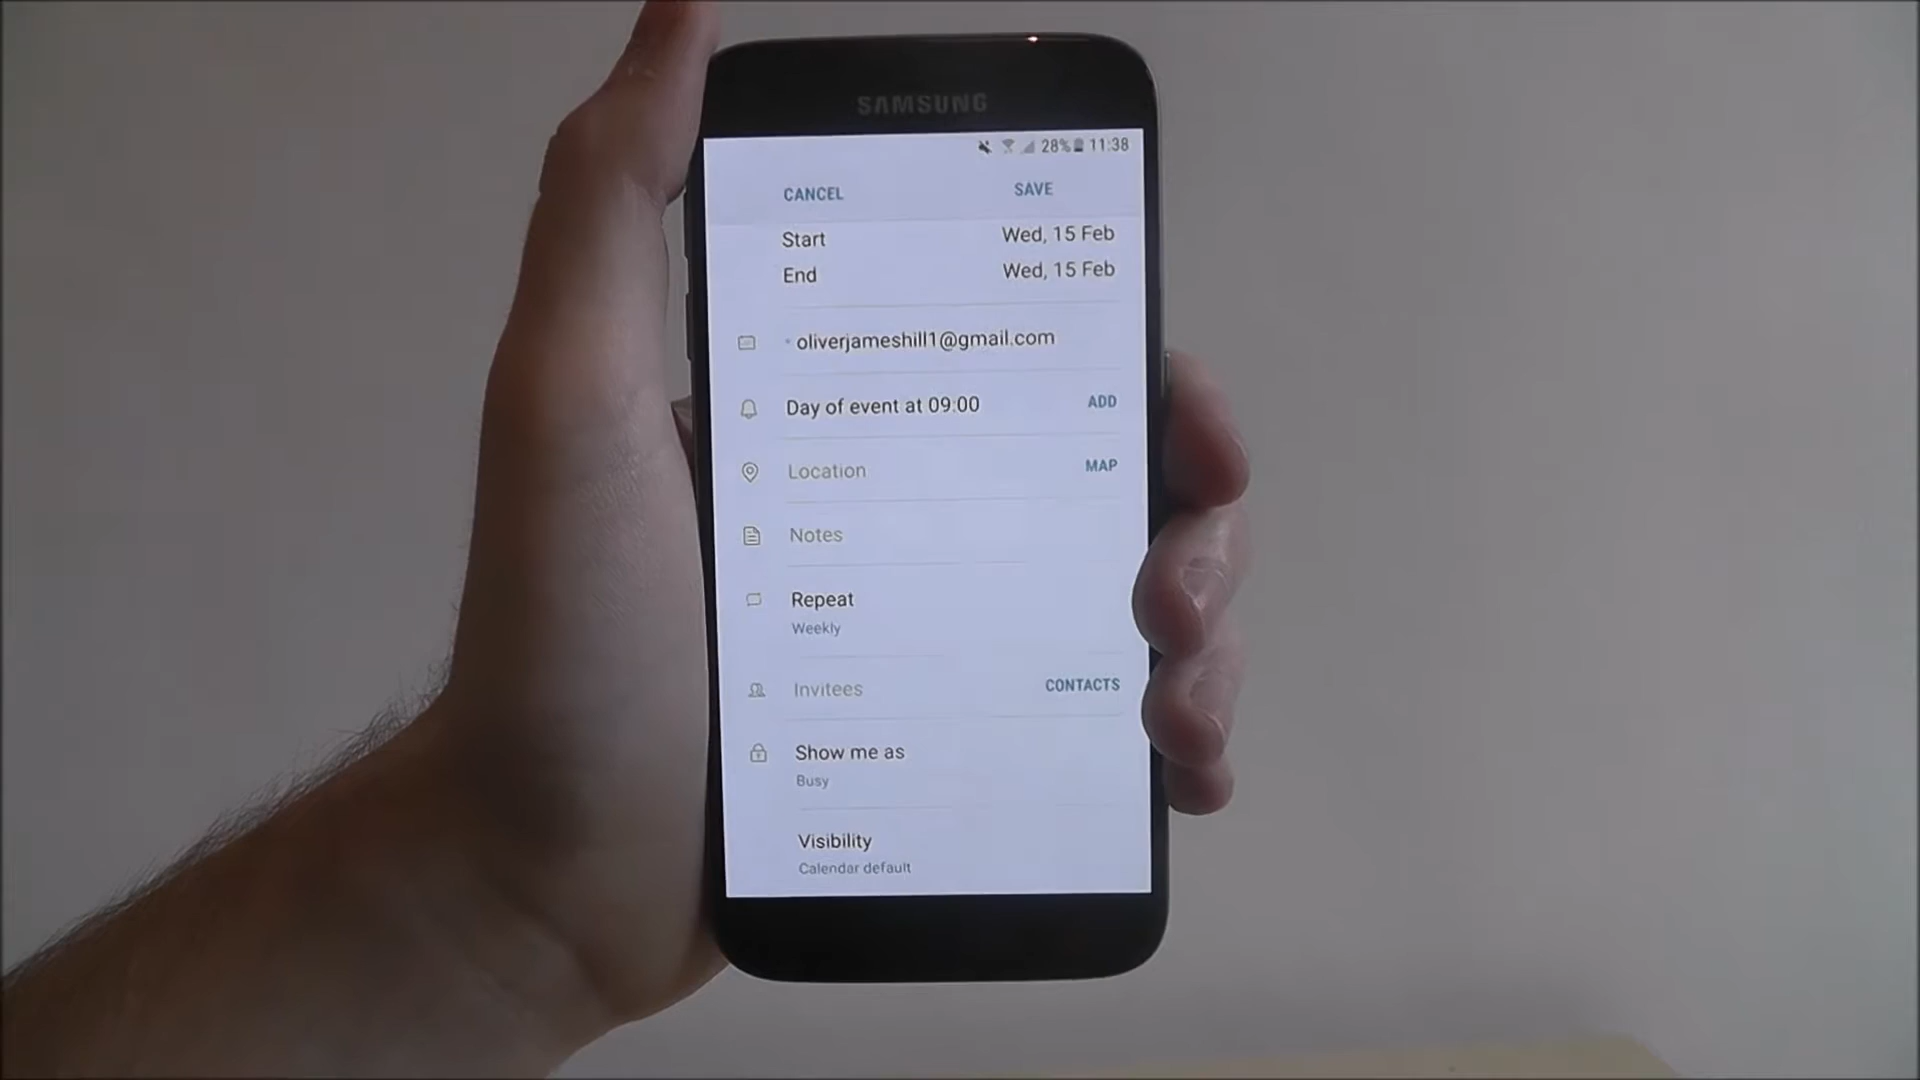 SAMSUNG
28% 11:38
CANCEL SAVE
Start Wed, 15 Feb
End Wed, 15 Feb
oliverjameshill1@gmail.com
Day of event at 09:00 ADD
Location MAP
Notes
Repeat
Weekly
Invitees CONTACTS
Show me as
Busy
Visibility
Calendar default